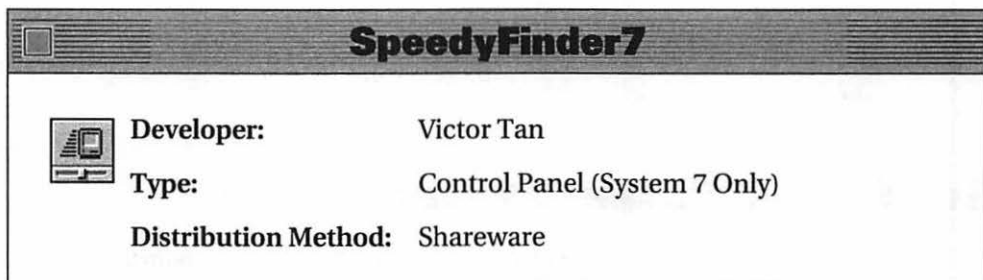 SpeedyFinder7
Developer: Victor Tan
Type: Control Panel (System 7 Only)
Distribution Method: Shareware